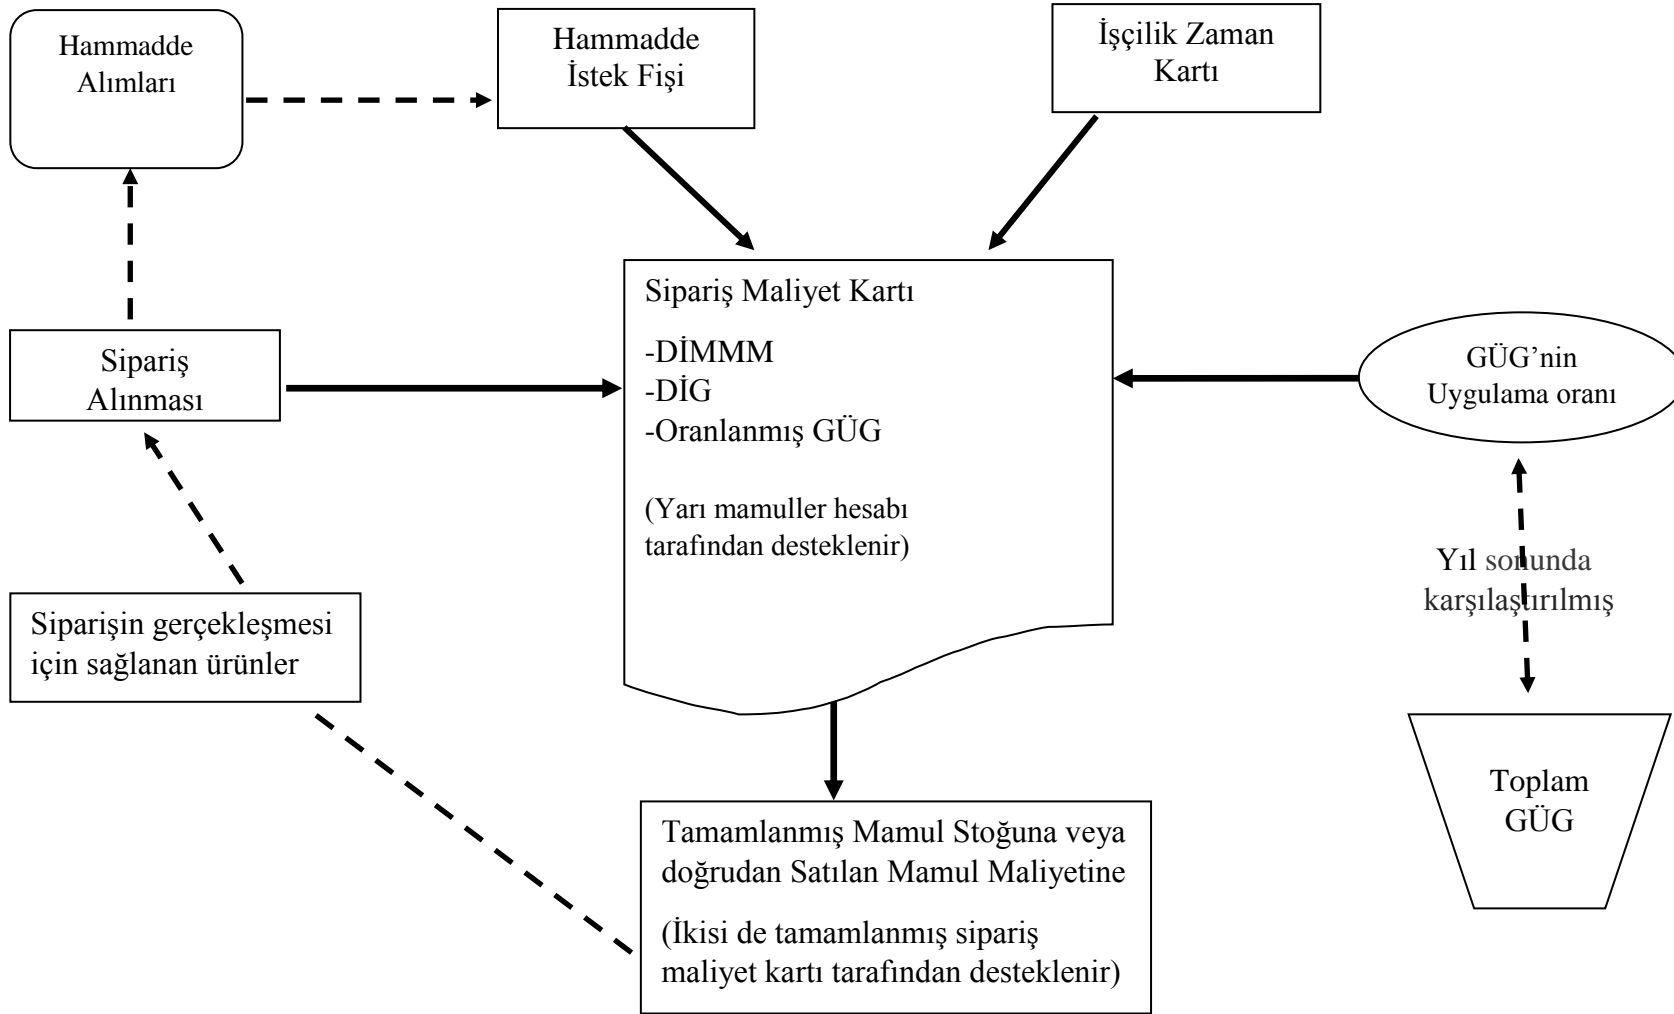 Hammadde
Alımları
Hammadde
İstek Fişi
İşçilik Zaman
Kartı
Sipariş Maliyet Kartı
-DİMMM
-DİG
-Oranlanmış GÜG
(Yarı mamuller hesabı
tarafından desteklenir)
Sipariş
Alınması
GÜG’nin
Uygulama oranı
Yıl sonunda
karşılaştırılmış
Siparişin gerçekleşmesi
için sağlanan ürünler
Toplam
GÜG
Tamamlanmış Mamul Stoğuna veya
doğrudan Satılan Mamul Maliyetine
(İkisi de tamamlanmış sipariş
maliyet kartı tarafından desteklenir)